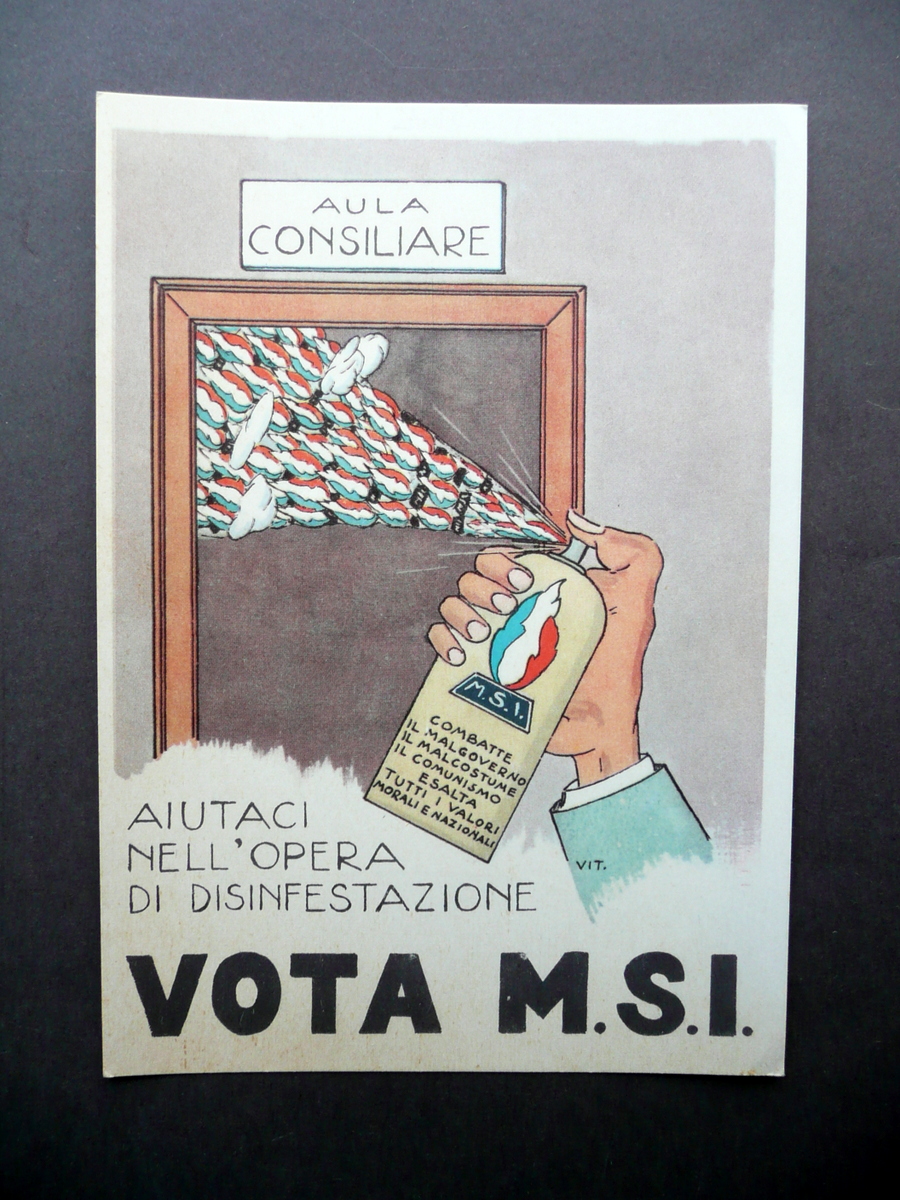 AULA
CONSILIARE
M.S.I.
COMBATTE
IL MALGOVERNO
IL MALCOSTUME
IL COMUNISMO
ESALTA
TUTTI I VALORI
MORALI E NAZIONALI
VIT.
AIUTACI
NELL'OPERA
DI DISINFESTAZIONE
VOTA M.S.I.